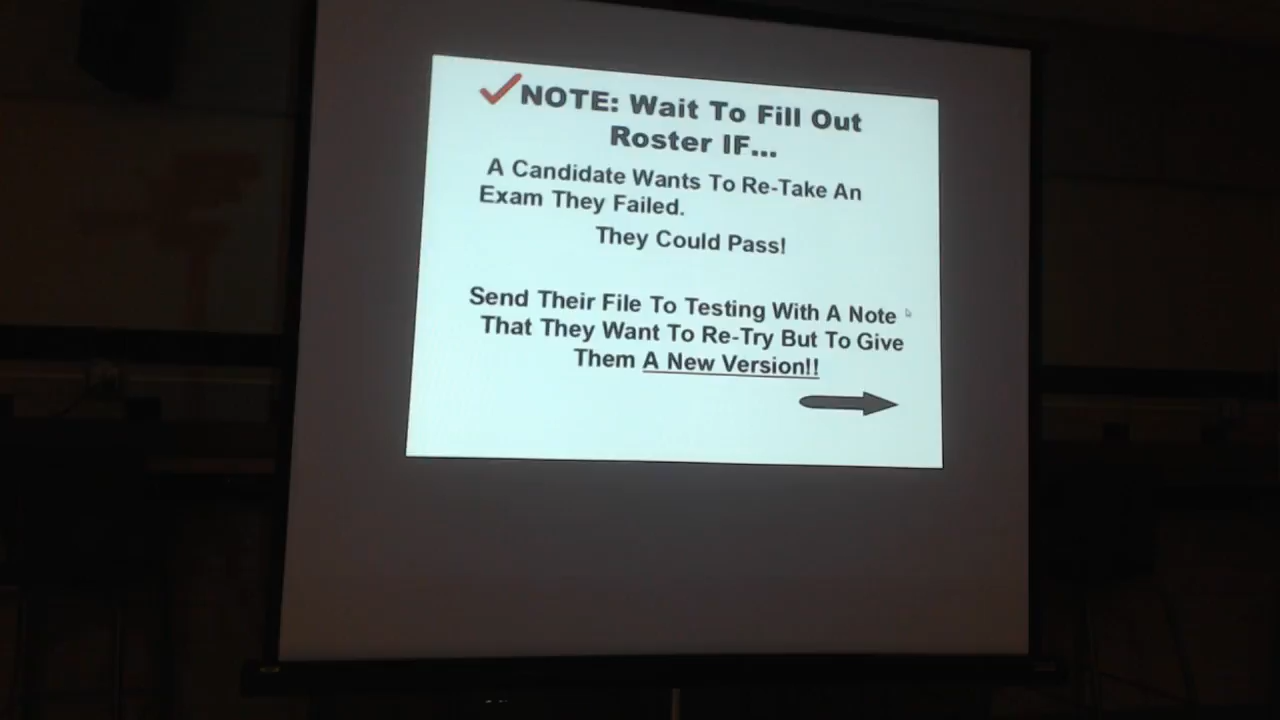 NOTE: Wait To Fill Out
Roster IF...
A Candidate Wants To Re-Take An
Exam They Failed.
They Could Pass!
Send Their File To Testing With A Note
That They Want To Re-Try But To Give
Them A New Version!!